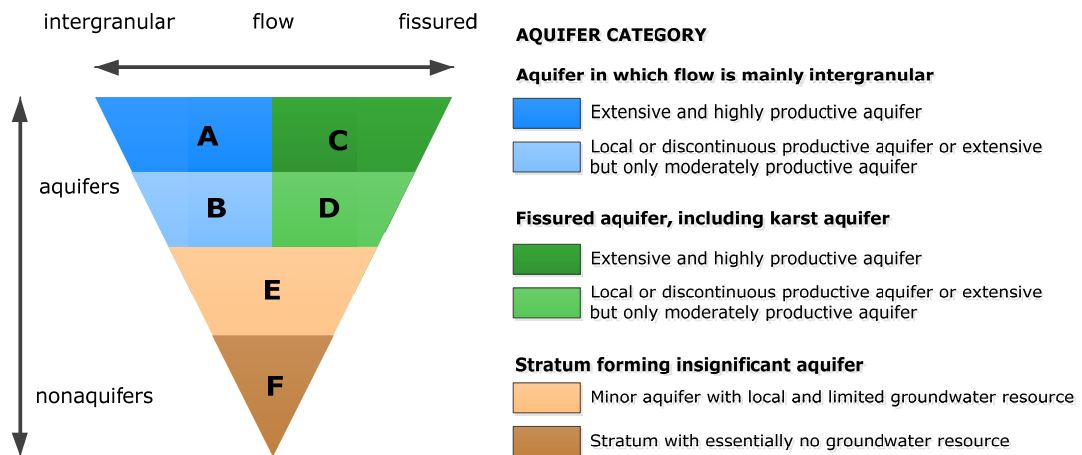 intergranular flow fissured
aquifers
nonaquifers
A
C
B
D
E
F
AQUIFER CATEGORY
Aquifer in which flow is mainly intergranular
Extensive and highly productive aquifer
Local or discontinuous productive aquifer or extensive
but only moderately productive aquifer
Fissured aquifer, including karst aquifer
Extensive and highly productive aquifer
Local or discontinuous productive aquifer or extensive
but only moderately productive aquifer
Stratum forming insignificant aquifer
Minor aquifer with local and limited groundwater resource
Stratum with essentially no groundwater resource